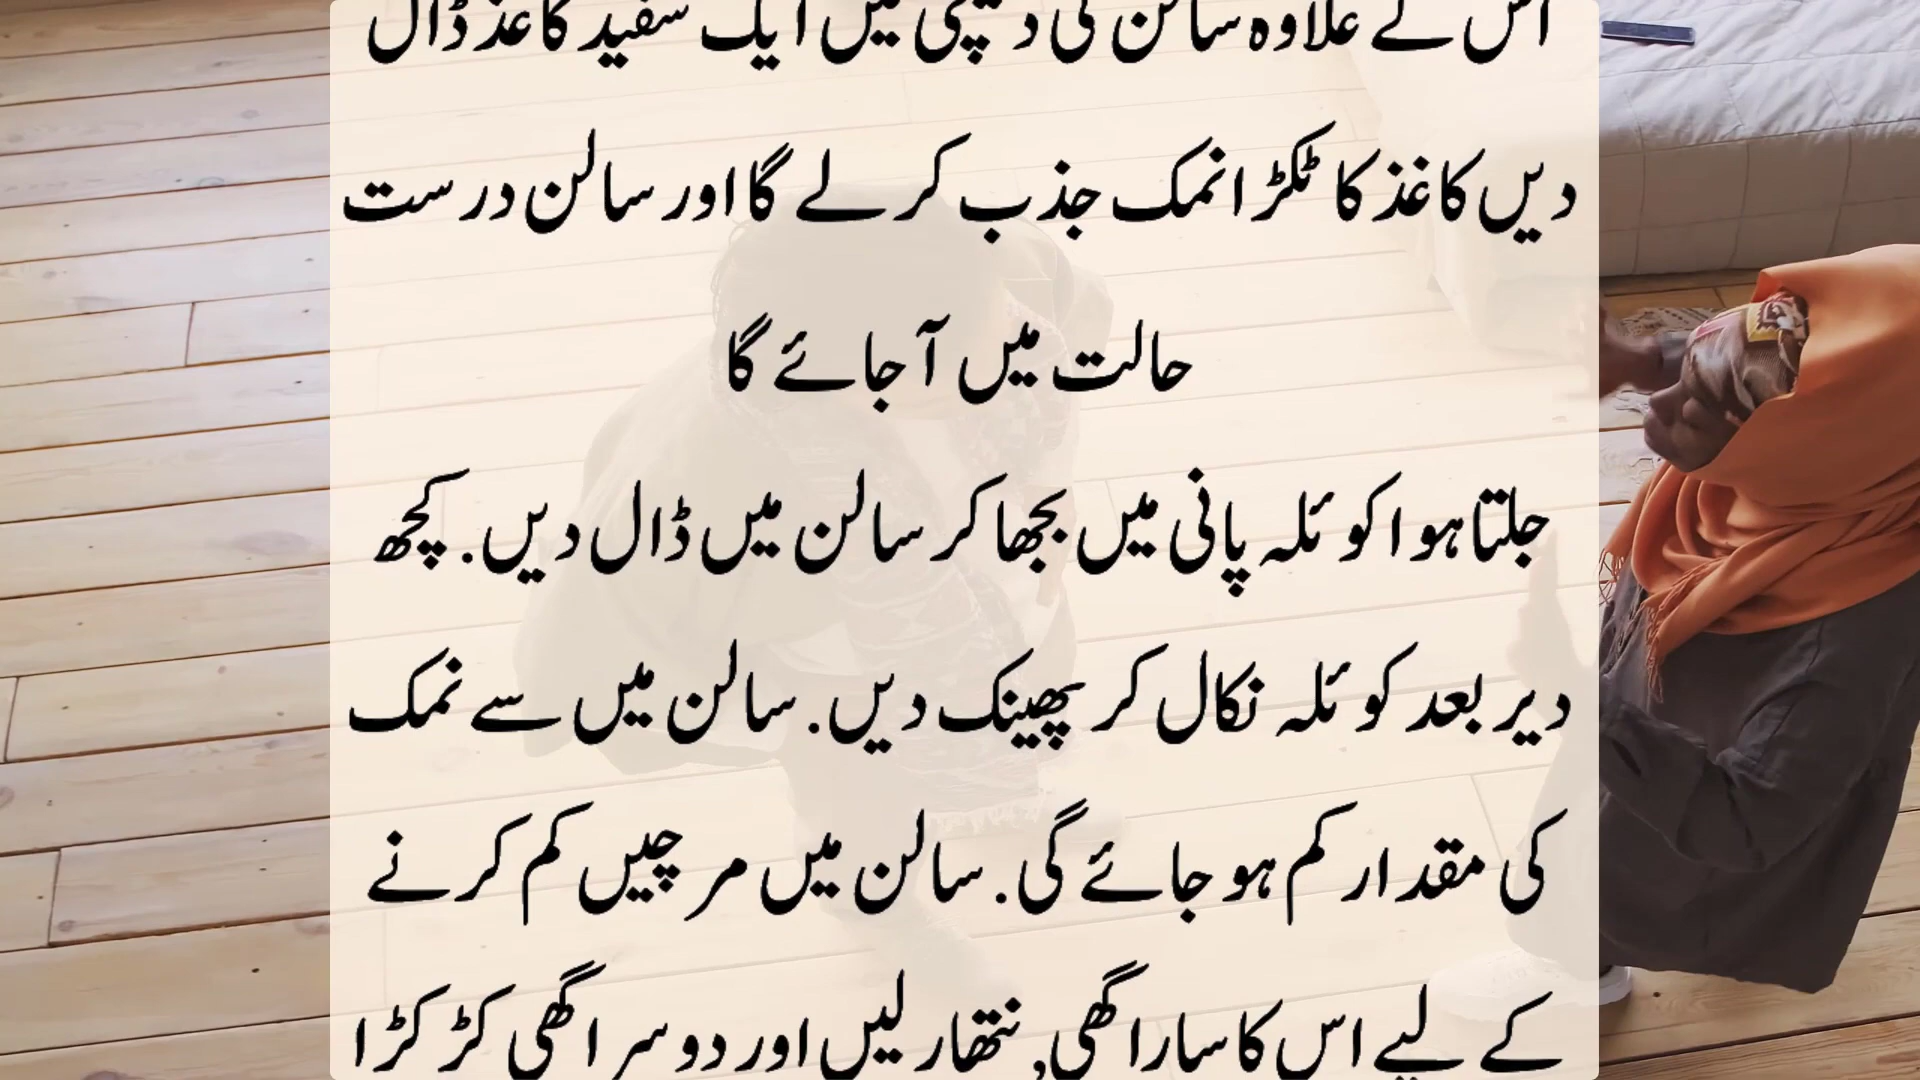 اس کے علاوہ سالن کی دیگچی میں ایک سفید کاغذ ڈال
دیں کاغذ کا ٹکڑا نمک جذب کر لے گا اور سالن درست
حالت میں آ جائے گا
جلتا ہوا کوئلہ پانی میں بجھا کر سالن میں ڈال دیں. کچھ
دیر بعد کوئلہ نکال کر پھینک دیں. سالن میں سے نمک
کی مقدار کم ہو جائے گی. سالن میں مرچیں کم کرنے
کے لیے اس کا سارا گھی, نتھار لیں اور دوسرا گھی کڑکڑا